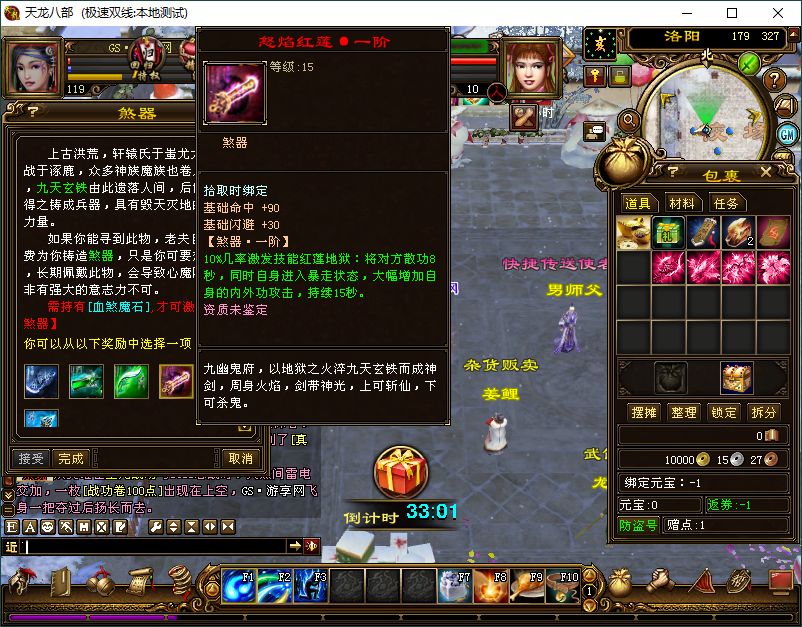 天龙八部 (极速双线:本地测试)
GS·
网
回归
特权
119
10
时
洛阳
179 327
亥
北
GM
怒焰红莲●一阶
等级:15
煞器
拾取时绑定
基础命中 +90
基础闪避 +30
【煞器·一阶】
10%几率激发技能红莲地狱:将对方散功8
秒,同时自身进入暴走状态,大幅增加自
身的内外功攻击,持续15秒。
资质未鉴定
九幽鬼府,以地狱之火淬九天玄铁而成神
剑,周身火焰,剑带神光,上可斩仙,下
可杀鬼。
煞器
上古洪荒,轩辕氏于蚩尤大
战于逐鹿,众多神族魔族也卷
,九天玄铁由此遗落人间,后
得之铸成兵器,具有毁天灭地
力量。
如果你能寻到此物,老夫
费为你铸造煞器,只是你可要
,长期佩戴此物,会导致心魔
非有强大的意志力不可。
需持有[血煞魔石],才可激
煞器】
你可以从以下奖励中选择一项
接受
完成
取消
了[真
间雷电
交加,一枚[战功卷100点]出现在上空,GS·游享网飞
身一把夺过后扬长而去。
近
快捷传送使者
男师父
杂货贩卖
姜鲤
武
龙
倒计时 33:01
包裹
道具
材料
任务
2
摆摊
整理
锁定
拆分
0
10000 15 27
绑定元宝:-1
元宝:0
返券:-1
防盗号
赠点:1
F1
F2
F3
F7
F8
F9
F10
1